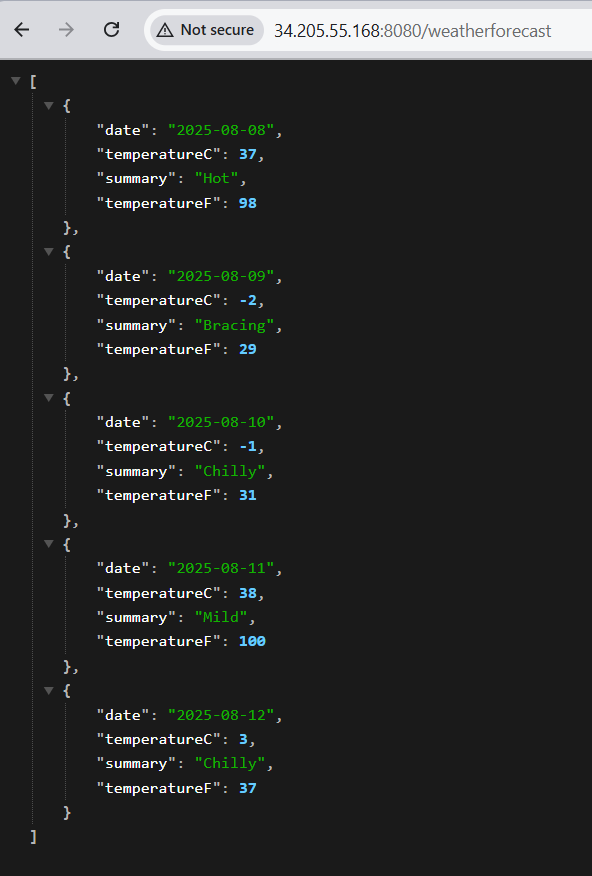 Not secure 34.205.55.168:8080/weatherforecast
[
{
"date": "2025-08-08",
"temperatureC": 37,
"summary": "Hot",
"temperatureF": 98
},
{
"date": "2025-08-09",
"temperatureC": -2,
"summary": "Bracing",
"temperatureF": 29
},
{
"date": "2025-08-10",
"temperatureC": -1,
"summary": "Chilly",
"temperatureF": 31
},
{
"date": "2025-08-11",
"temperatureC": 38,
"summary": "Mild",
"temperatureF": 100
},
{
"date": "2025-08-12",
"temperatureC": 3,
"summary": "Chilly",
"temperatureF": 37
}
]